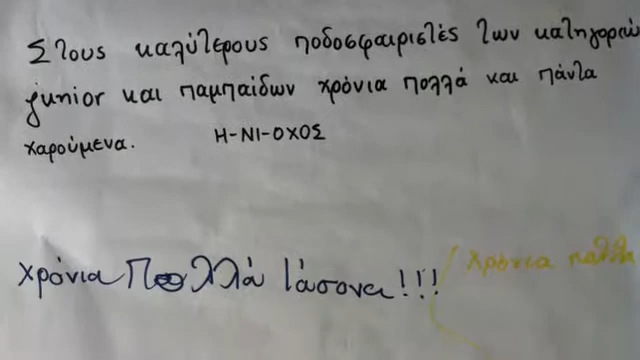 Στους καλύτερους ποδοσφαιριστές των κατηγοριών
junior και παμπαίδων χρόνια πολλά και πάντα
χαρούμενα. Η-ΝΙ-ΟΧΟΣ
χρόνια Πολλά Ιάσονα!!!
χρόνια πολλά